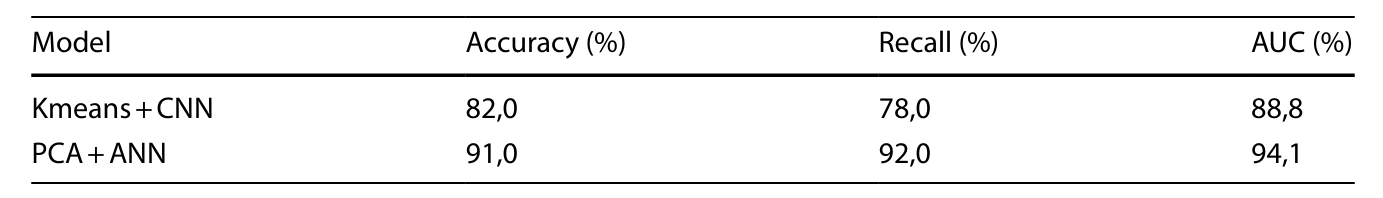 Model Accuracy (%) Recall (%) AUC (%)
Kmeans + CNN 82,0 78,0 88,8
PCA + ANN 91,0 92,0 94,1